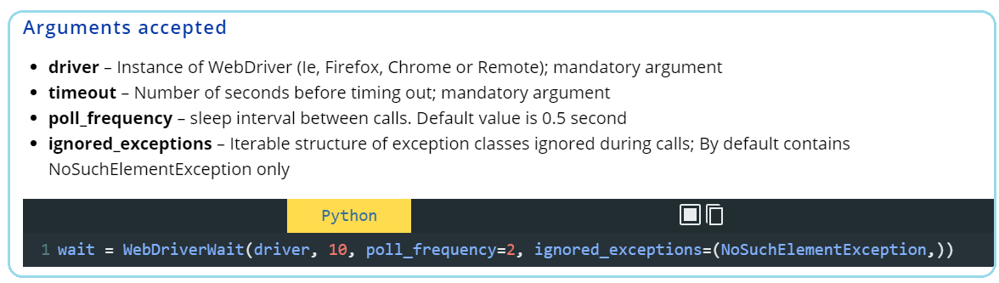 Arguments accepted
• driver – Instance of WebDriver (Ie, Firefox, Chrome or Remote); mandatory argument
• timeout – Number of seconds before timing out; mandatory argument
• poll_frequency – sleep interval between calls. Default value is 0.5 second
• ignored_exceptions – Iterable structure of exception classes ignored during calls; By default contains
NoSuchElementException only
Python
1 wait = WebDriverWait(driver, 10, poll_frequency=2, ignored_exceptions=(NoSuchElementException,))